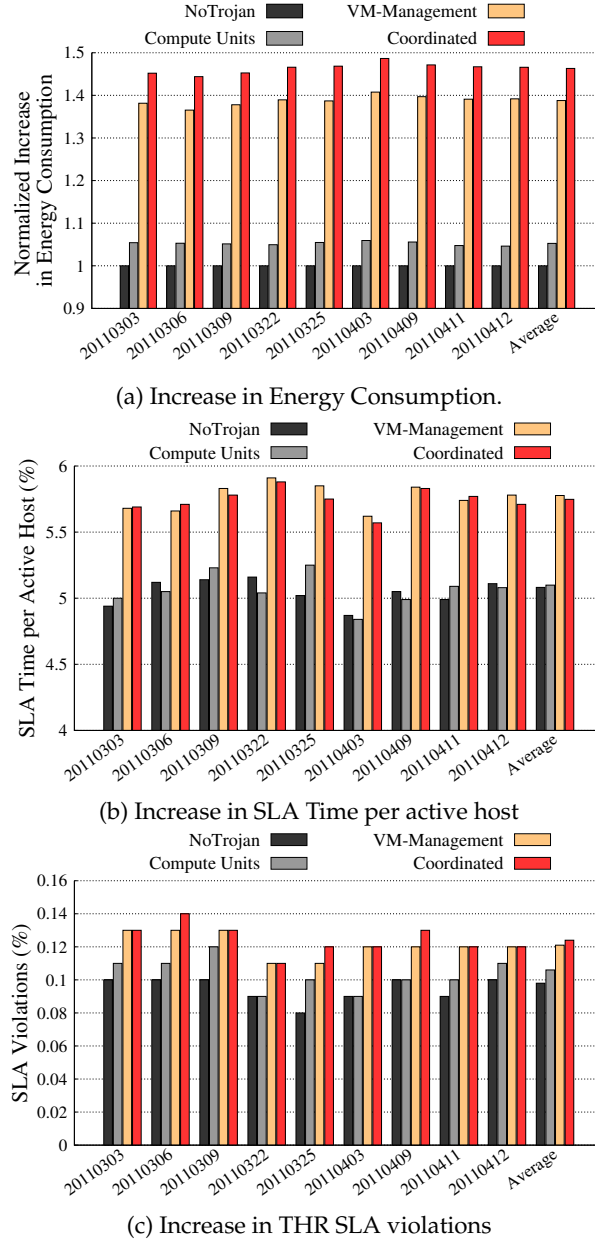 NoTrojan VM-Management
Compute Units Coordinated
Normalized Increase
in Energy Consumption
1.5
1.4
1.3
1.2
1.1
1
0.9
20110303 20110306 20110309 20110322 20110325 20110403 20110409 20110411 20110412 Average
(a) Increase in Energy Consumption.
NoTrojan VM-Management
Compute Units Coordinated
SLA Time per Active Host (%)
6
5.5
5
4.5
4
20110303 20110306 20110309 20110322 20110325 20110403 20110409 20110411 20110412 Average
(b) Increase in SLA Time per active host
NoTrojan VM-Management
Compute Units Coordinated
SLA Violations (%)
0.16
0.14
0.12
0.1
0.08
0.06
0.04
0.02
0
20110303 20110306 20110309 20110322 20110325 20110403 20110409 20110411 20110412 Average
(c) Increase in THR SLA violations